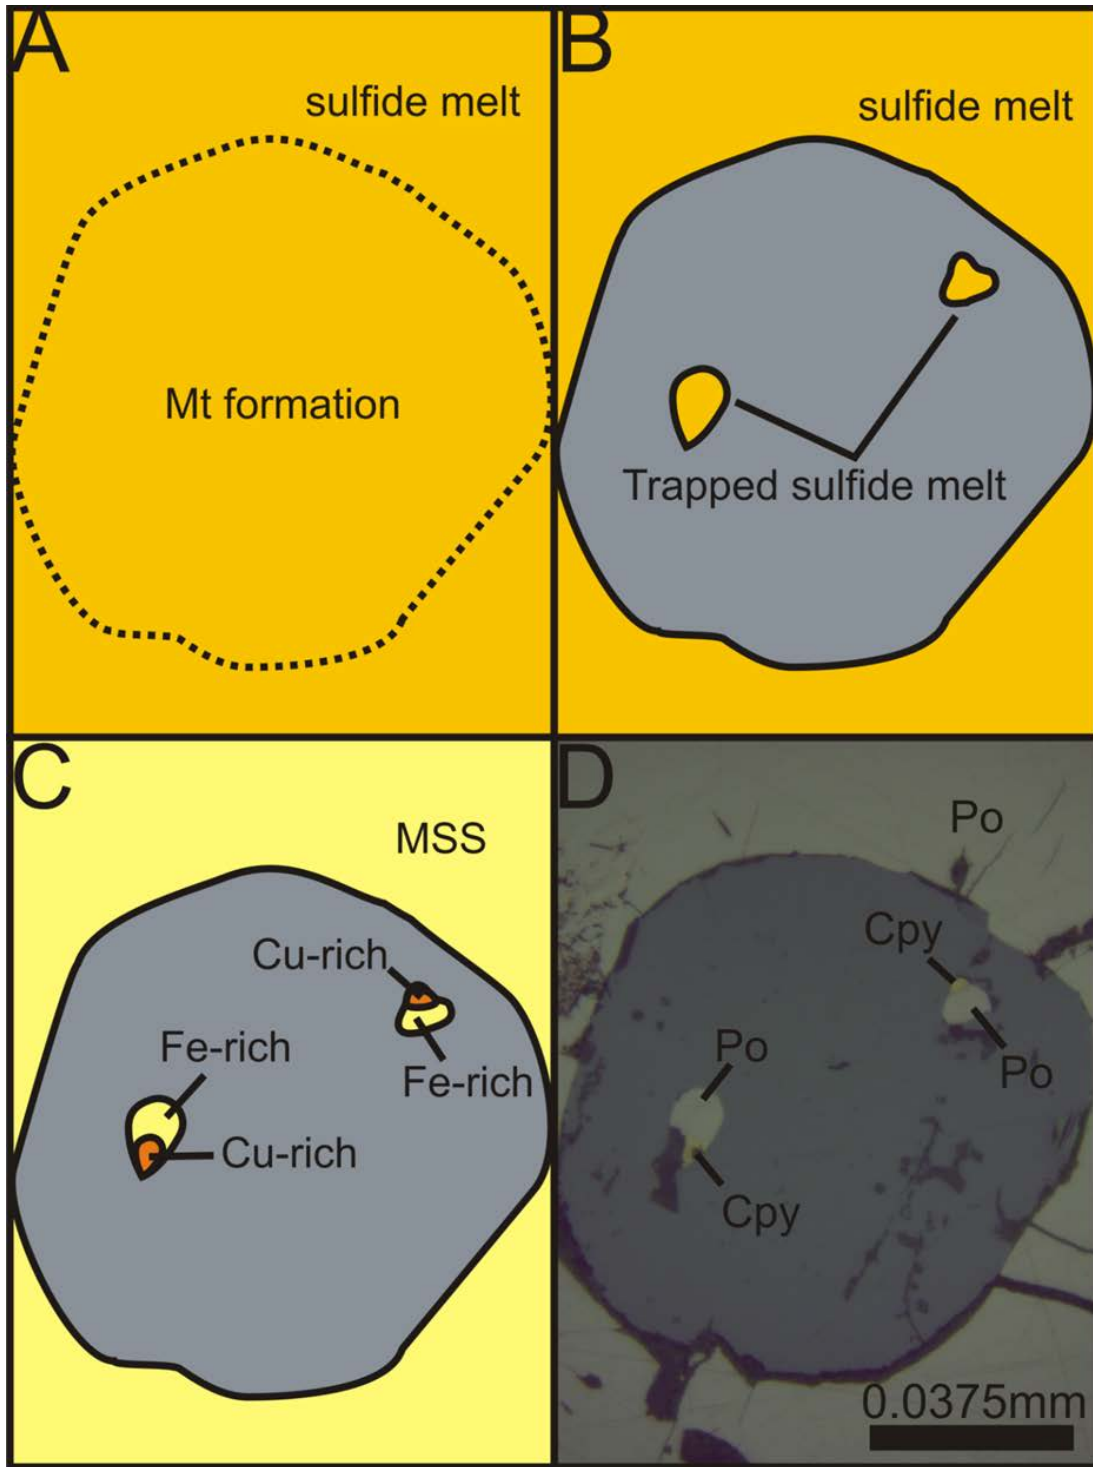 A
sulfide melt
Mt formation
B
sulfide melt
Trapped sulfide melt
C
MSS
Cu-rich
Fe-rich
Fe-rich
Cu-rich
D
Po
Cpy
Po
Po
Cpy
0.0375mm